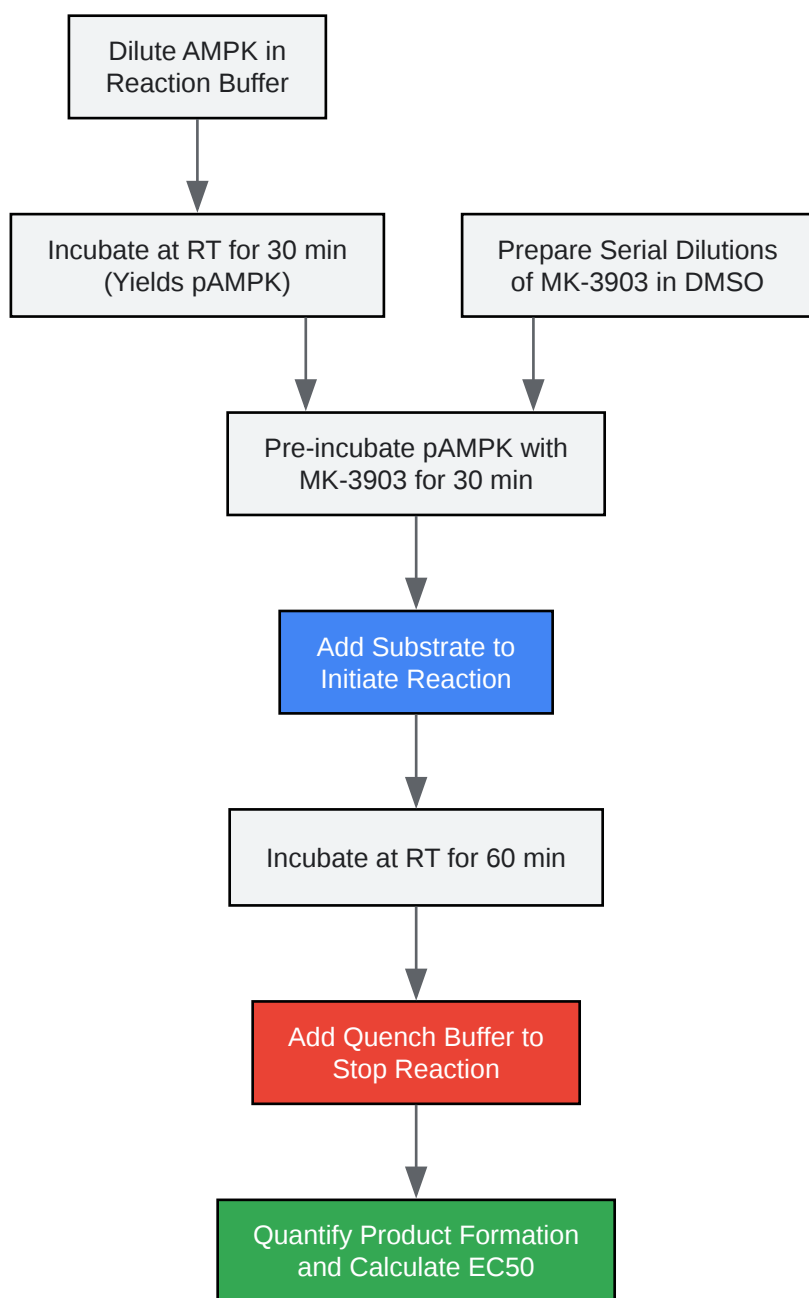 Dilute AMPK in
Reaction Buffer
Incubate at RT for 30 min
(Yields pAMPK)
Prepare Serial Dilutions
of MK-3903 in DMSO
Pre-incubate pAMPK with
MK-3903 for 30 min
Add Substrate to
Initiate Reaction
Incubate at RT for 60 min
Add Quench Buffer to
Stop Reaction
Quantify Product Formation
and Calculate EC50